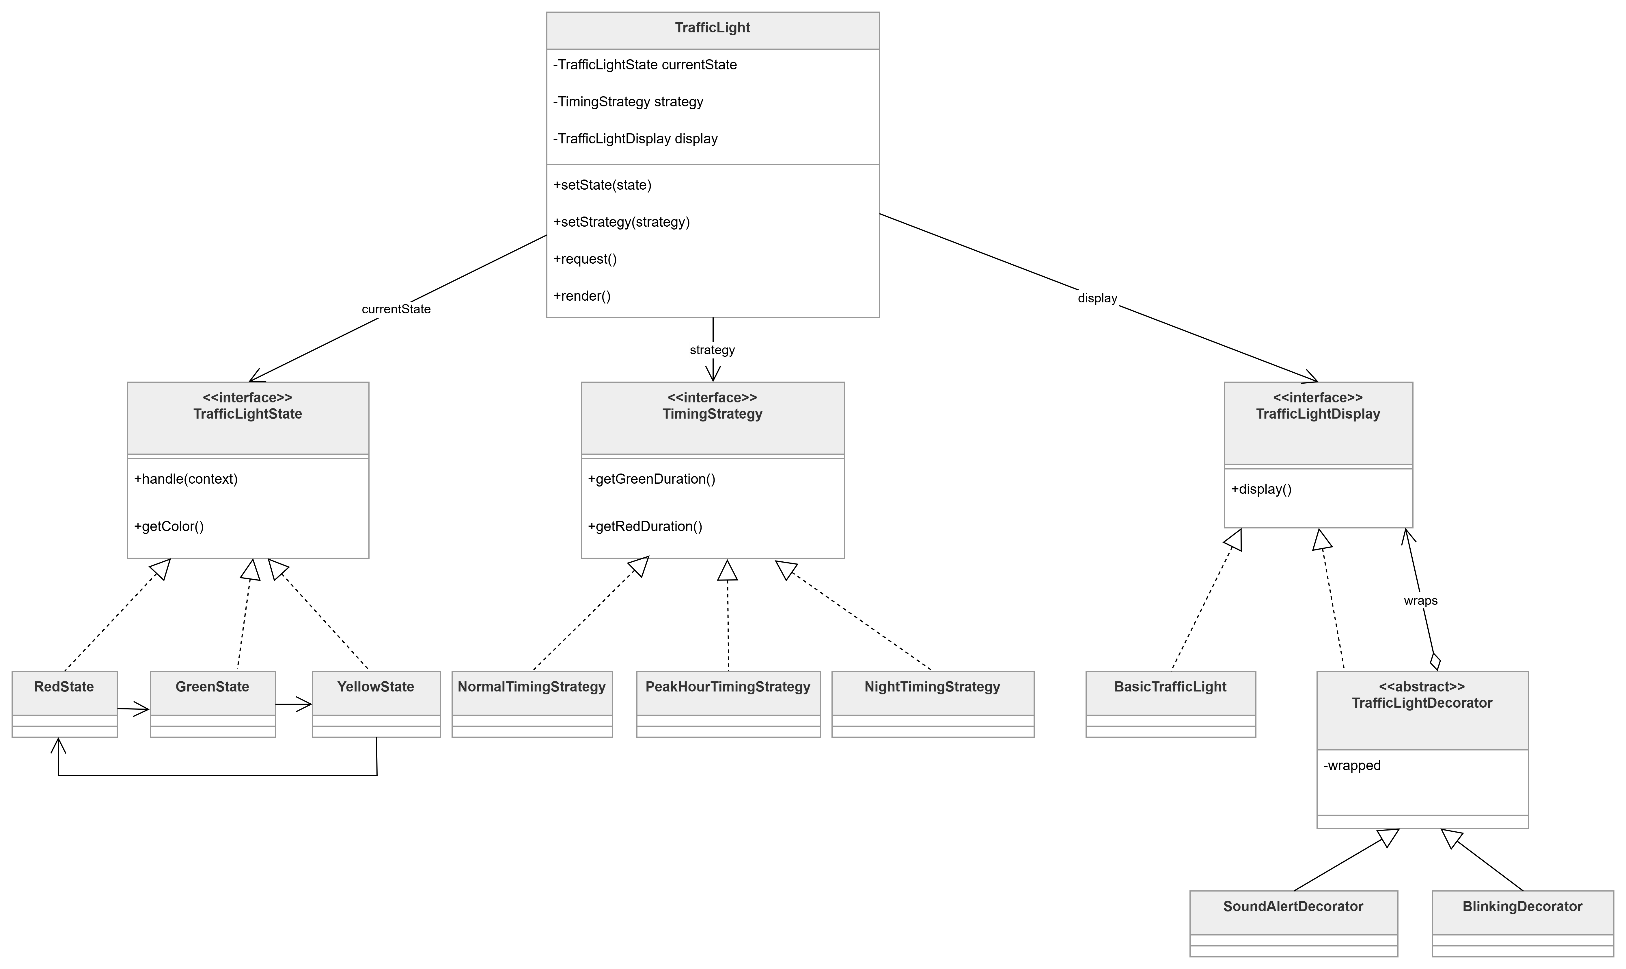 TrafficLight
-TrafficLightState currentState
-TimingStrategy strategy
-TrafficLightDisplay display
+setState(state)
+setStrategy(strategy)
+request()
+render()
currentState
strategy
display
<<interface>>
TrafficLightState
+handle(context)
+getColor()
<<interface>>
TimingStrategy
+getGreenDuration()
+getRedDuration()
<<interface>>
TrafficLightDisplay
+display()
wraps
RedState
GreenState
YellowState
NormalTimingStrategy
PeakHourTimingStrategy
NightTimingStrategy
BasicTrafficLight
<<abstract>>
TrafficLightDecorator
-wrapped
SoundAlertDecorator
BlinkingDecorator